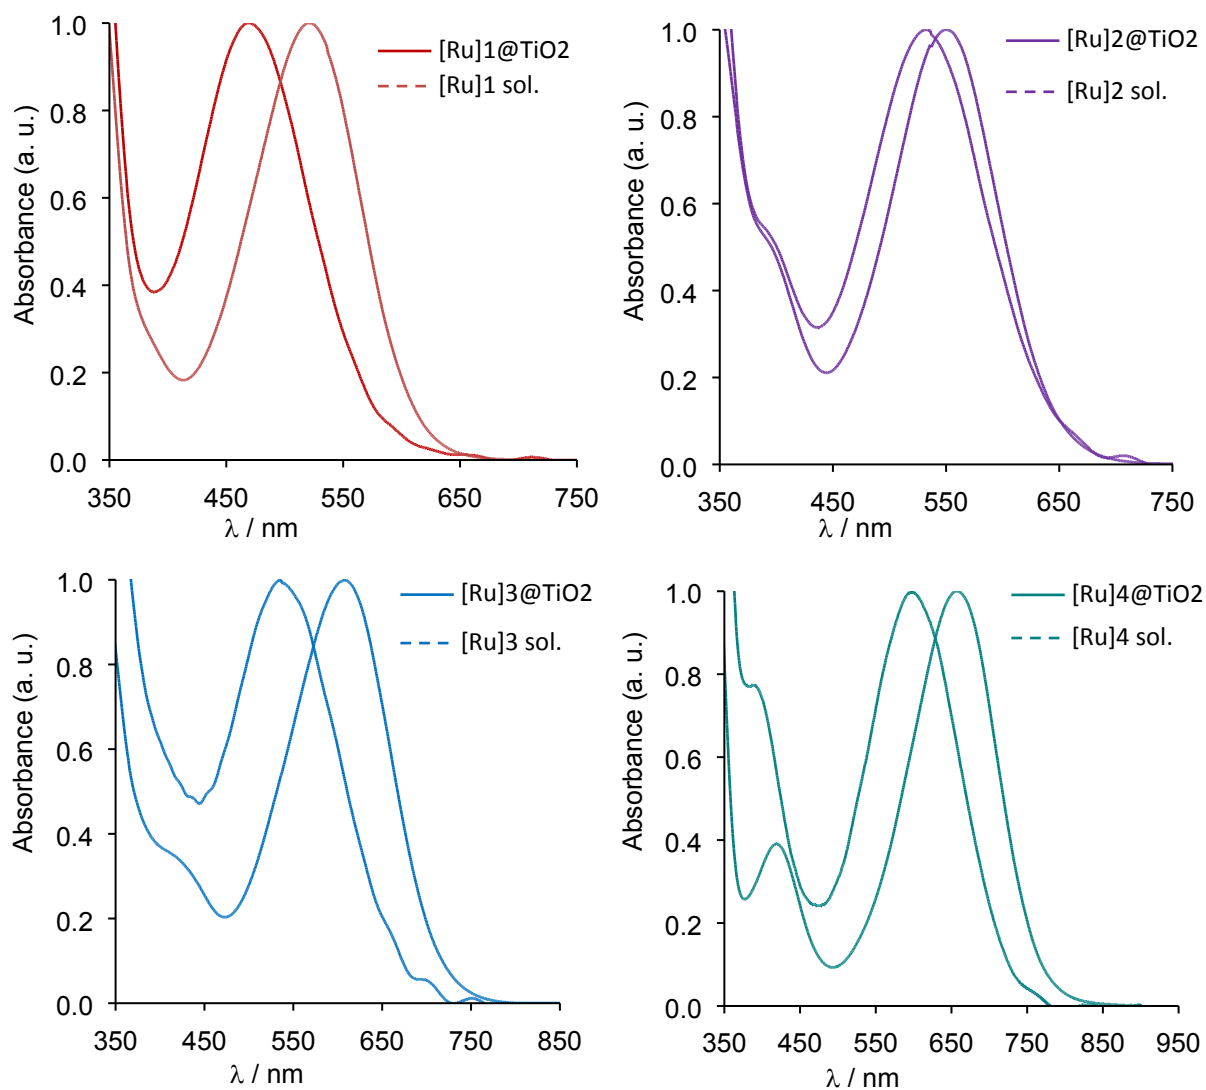 [Ru]1@TiO2
[Ru]1 sol.
Absorbance (a. u.)
1.0
0.8
0.6
0.4
0.2
0.0
350 450 550 650 750
λ / nm
[Ru]2@TiO2
[Ru]2 sol.
Absorbance (a. u.)
1.0
0.8
0.6
0.4
0.2
0.0
350 450 550 650 750
λ / nm
[Ru]3@TiO2
[Ru]3 sol.
Absorbance (a. u.)
1.0
0.8
0.6
0.4
0.2
0.0
350 450 550 650 750 850
λ / nm
[Ru]4@TiO2
[Ru]4 sol.
Absorbance (a. u.)
1.0
0.8
0.6
0.4
0.2
0.0
350 450 550 650 750 850 950
λ / nm